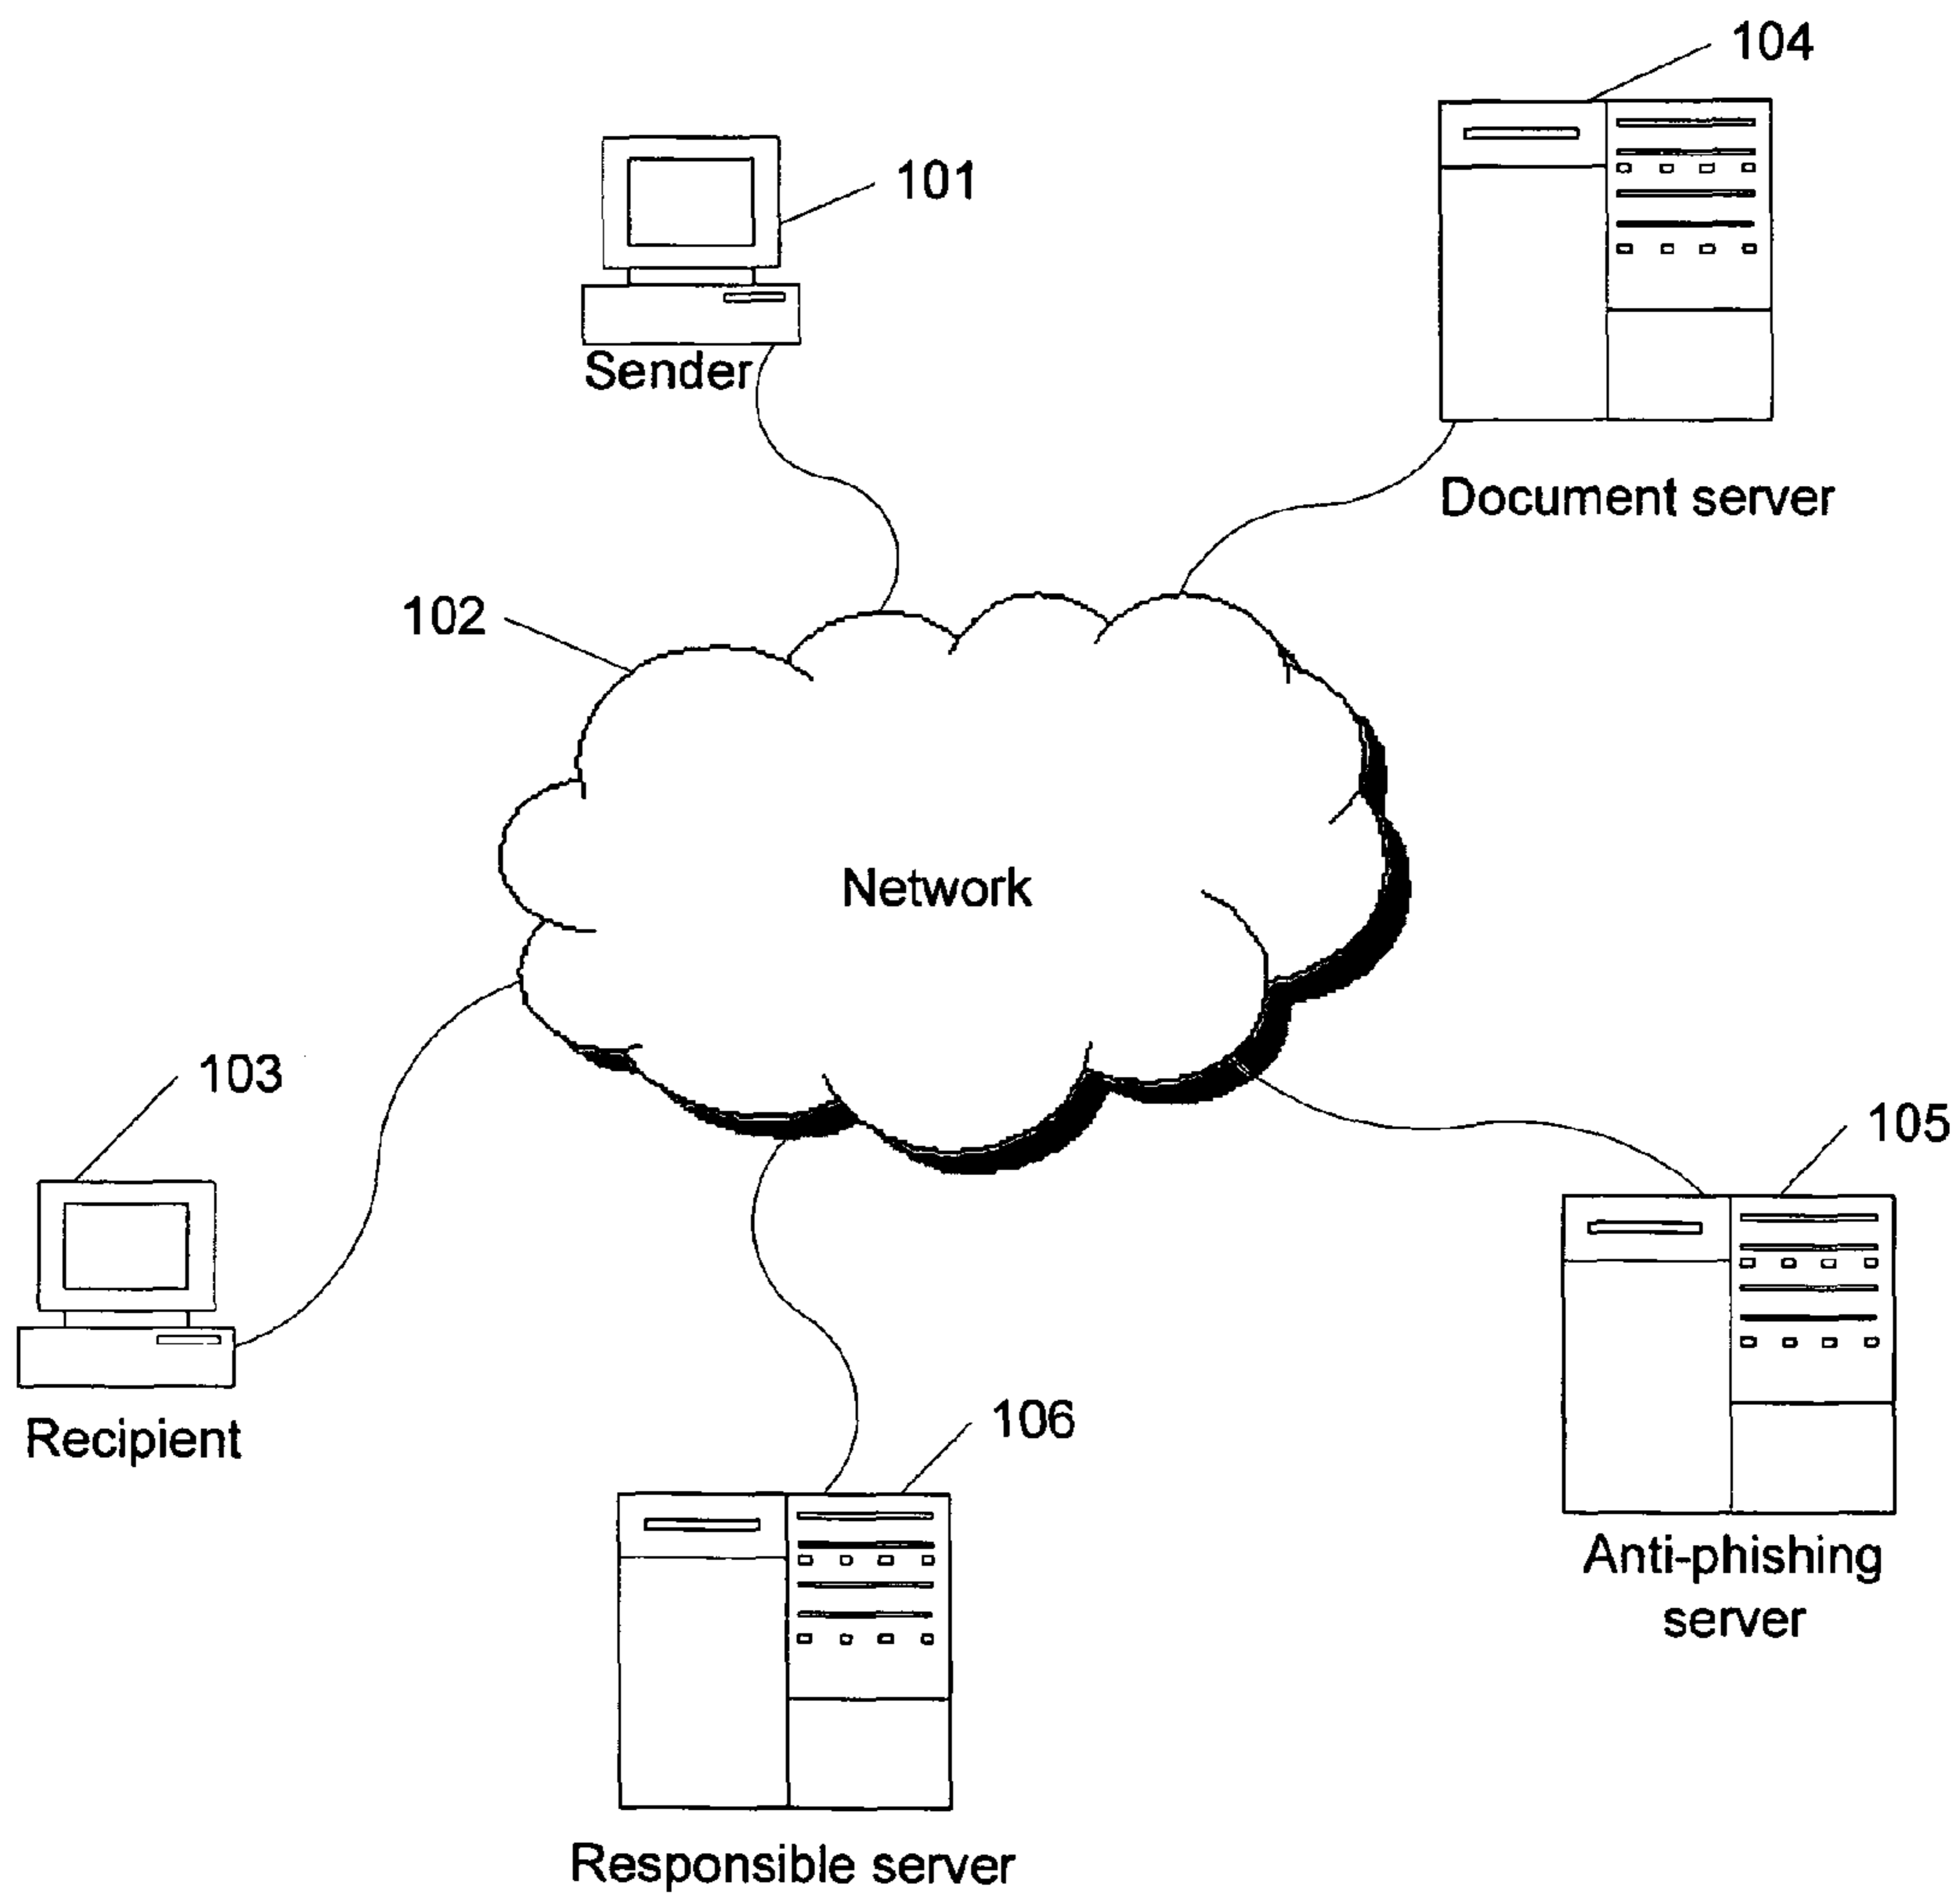 104
101
Sender
Document server
102
Network
103
105
Recipient
106
Anti-phishing
server
Responsible server